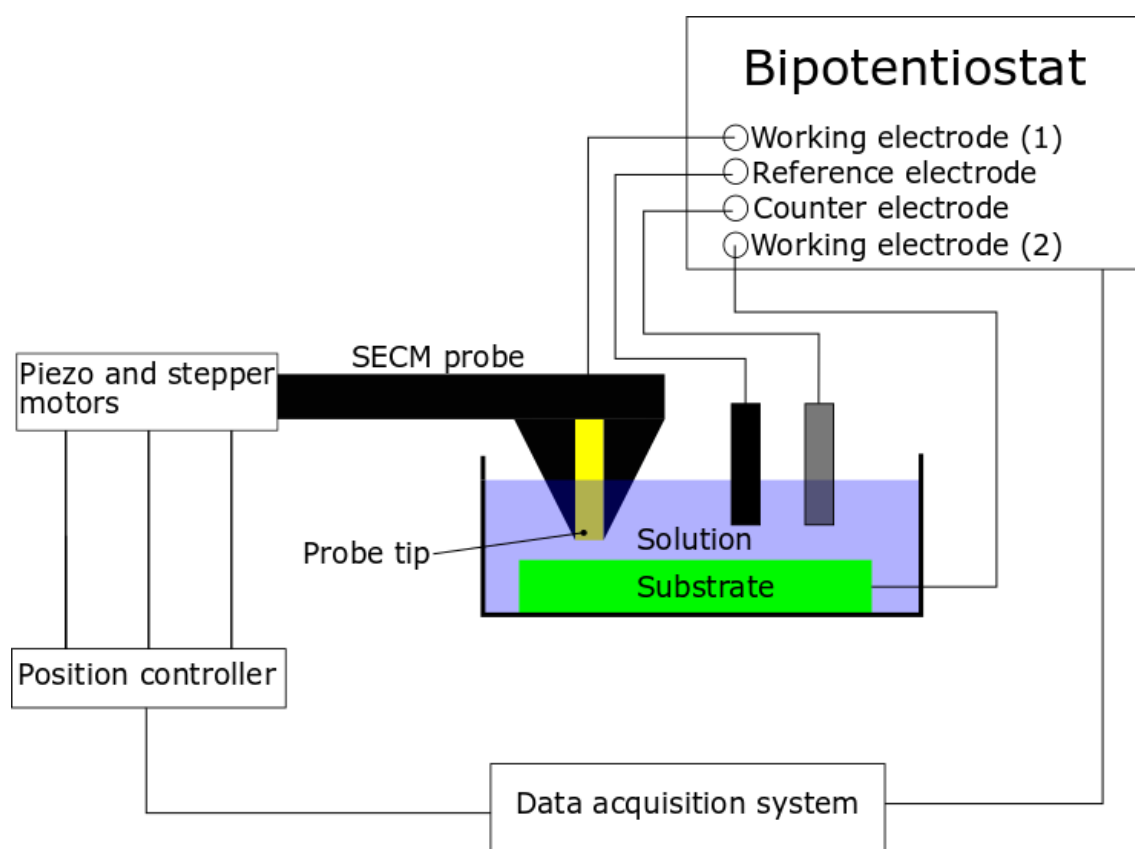 Bipotentiostat
Working electrode (1)
Reference electrode
Counter electrode
Working electrode (2)
SECM probe
Piezo and stepper
motors
Probe tip
Solution
Substrate
Position controller
Data acquisition system